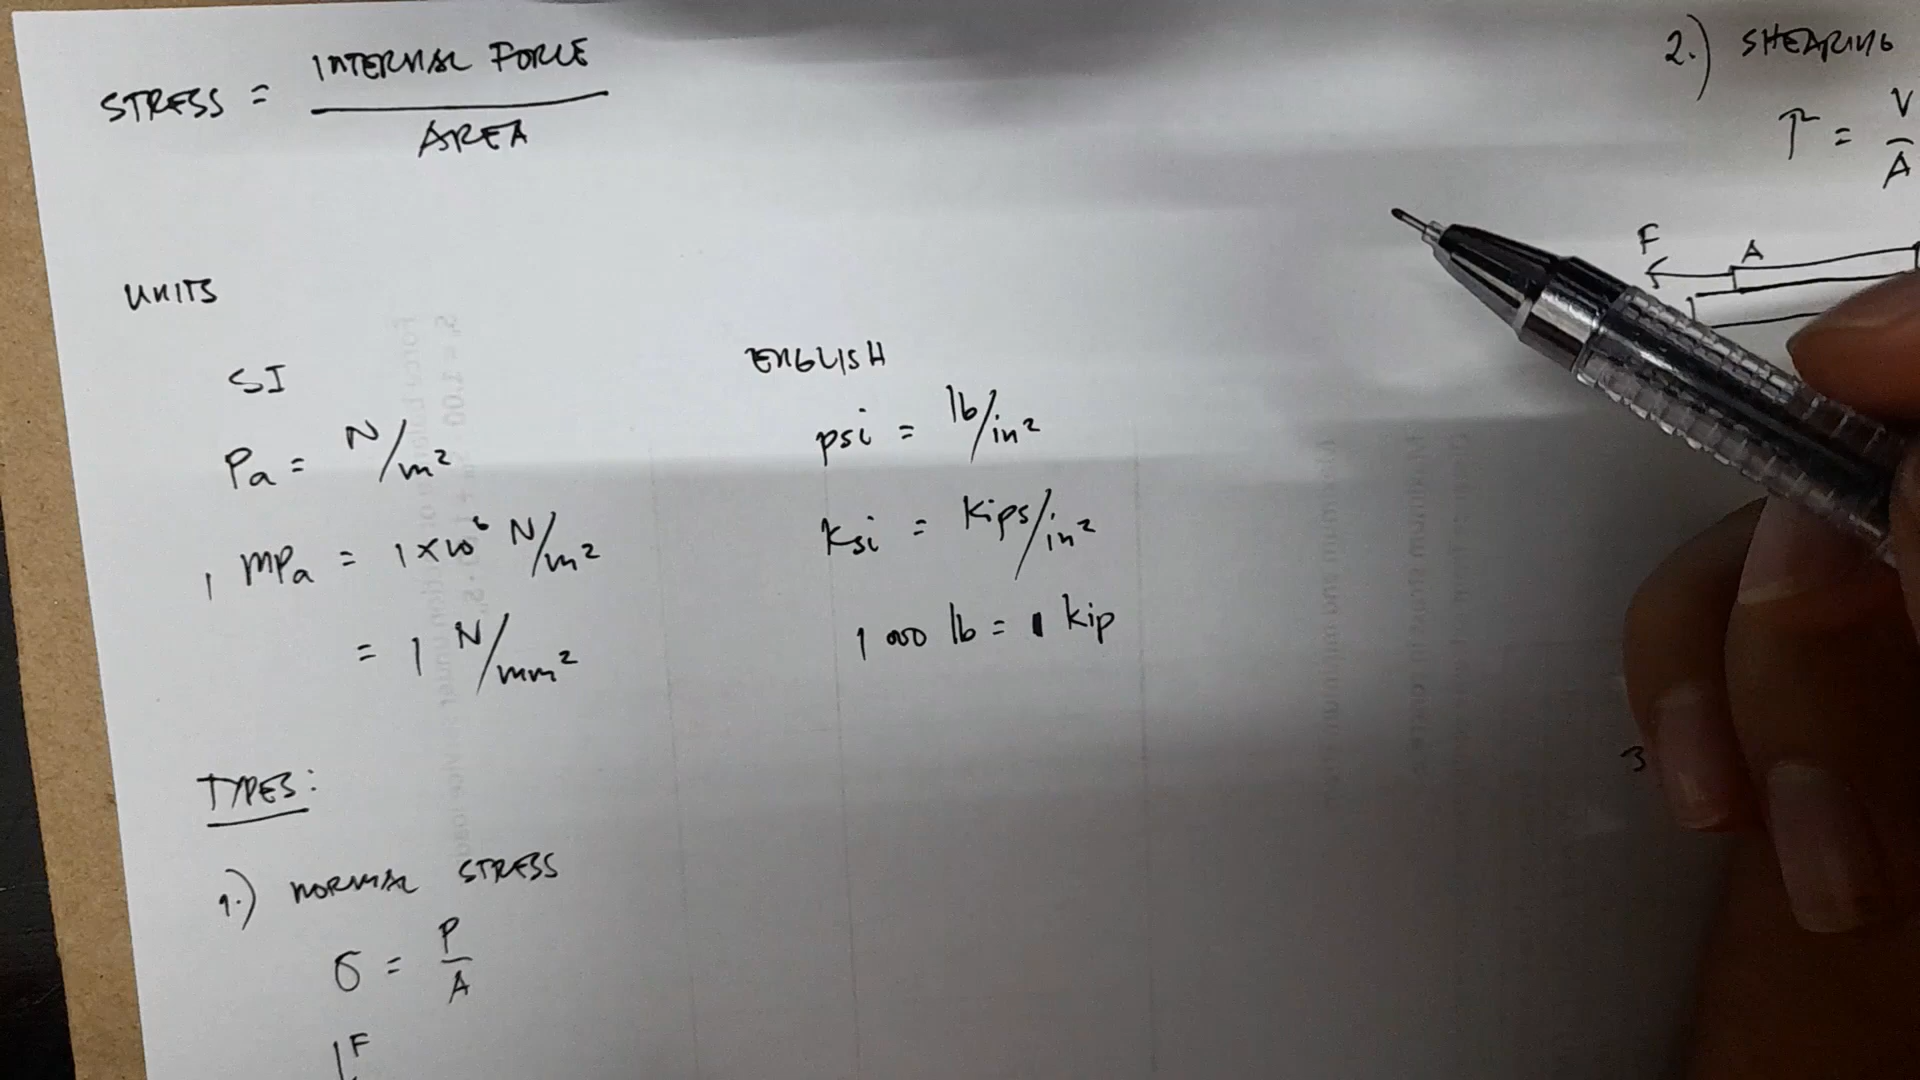 STRESS = INTERNAL FORCE / AREA
UNITS
SI
Pa = N/m²
1 MPa = 1×10⁶ N/m²
= 1 N/mm²
ENGLISH
psi = lb/in²
ksi = kips/in²
1 000 lb = 1 kip
TYPES:
1.) NORMAL STRESS
σ = P / A
F
2.) SHEARING
τ = V / A
F A
3